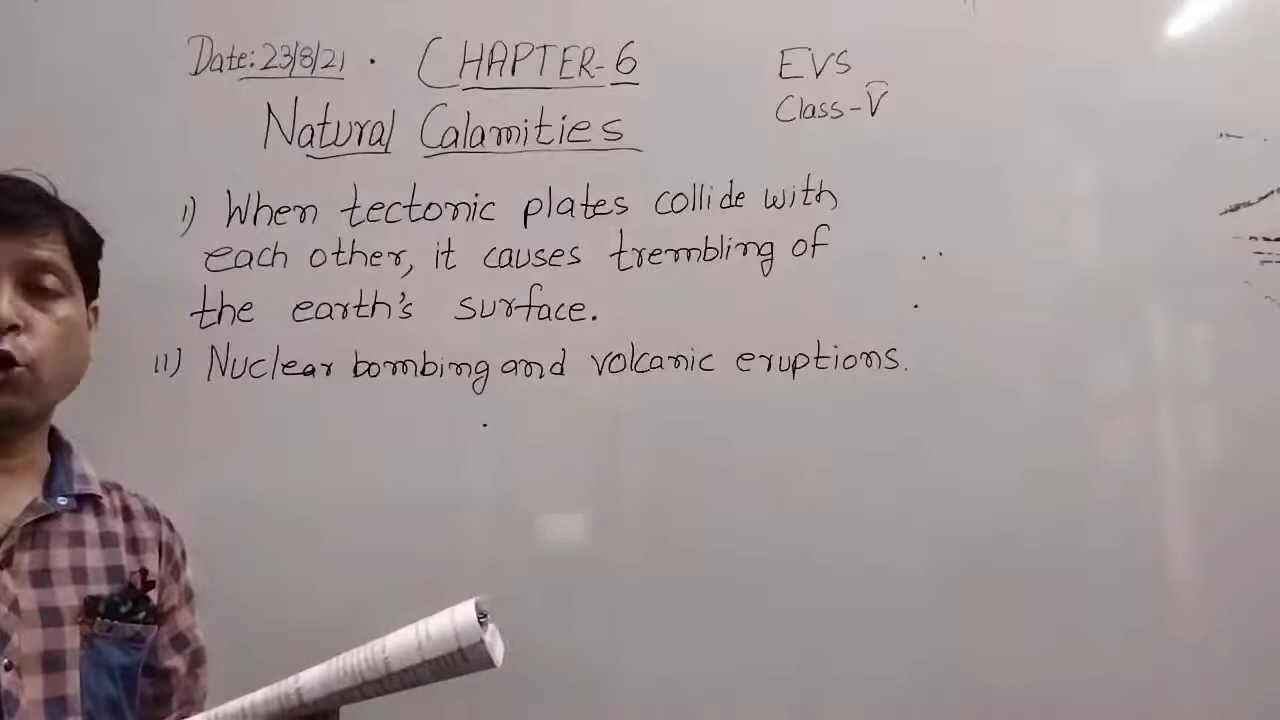 Date: 23/8/21 . CHAPTER-6
EVS
Class-V
Natural Calamities
i) When tectonic plates collide with
each other, it causes trembling of
the earth's surface.
ii) Nuclear bombing and volcanic eruptions.